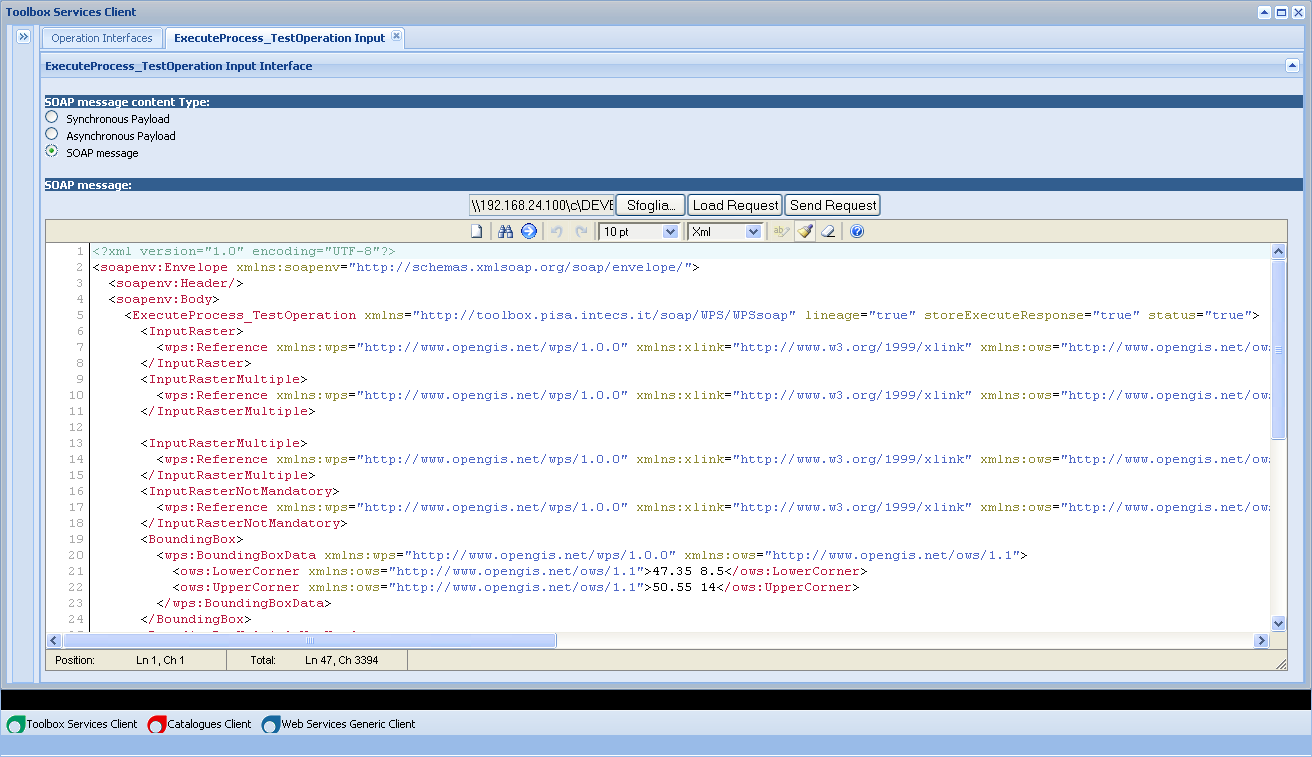 Toolbox Services Client
Operation Interfaces ExecuteProcess_TestOperation Input
ExecuteProcess_TestOperation Input Interface
SOAP message content Type:
Synchronous Payload
Asynchronous Payload
SOAP message
SOAP message:
\\192.168.24.100\c\DEVE Sfoglia... Load Request Send Request
10 pt Xml
1 <?xml version="1.0" encoding="UTF-8"?>
2 <soapenv:Envelope xmlns:soapenv="http://schemas.xmlsoap.org/soap/envelope/">
3 <soapenv:Header/>
4 <soapenv:Body>
5 <ExecuteProcess_TestOperation xmlns="http://toolbox.pisa.intecs.it/soap/WPS/WPSsoap" lineage="true" storeExecuteResponse="true" status="true">
6 <InputRaster>
7 <wps:Reference xmlns:wps="http://www.opengis.net/wps/1.0.0" xmlns:xlink="http://www.w3.org/1999/xlink" xmlns:ows="http://www.opengis.net/ow
8 </InputRaster>
9 <InputRasterMultiple>
10 <wps:Reference xmlns:wps="http://www.opengis.net/wps/1.0.0" xmlns:xlink="http://www.w3.org/1999/xlink" xmlns:ows="http://www.opengis.net/ow
11 </InputRasterMultiple>
12
13 <InputRasterMultiple>
14 <wps:Reference xmlns:wps="http://www.opengis.net/wps/1.0.0" xmlns:xlink="http://www.w3.org/1999/xlink" xmlns:ows="http://www.opengis.net/ow
15 </InputRasterMultiple>
16 <InputRasterNotMandatory>
17 <wps:Reference xmlns:wps="http://www.opengis.net/wps/1.0.0" xmlns:xlink="http://www.w3.org/1999/xlink" xmlns:ows="http://www.opengis.net/ow
18 </InputRasterNotMandatory>
19 <BoundingBox>
20 <wps:BoundingBoxData xmlns:wps="http://www.opengis.net/wps/1.0.0" xmlns:ows="http://www.opengis.net/ows/1.1">
21 <ows:LowerCorner xmlns:ows="http://www.opengis.net/ows/1.1">47.35 8.5</ows:LowerCorner>
22 <ows:UpperCorner xmlns:ows="http://www.opengis.net/ows/1.1">50.55 14</ows:UpperCorner>
23 </wps:BoundingBoxData>
24 </BoundingBox>
Position: Ln 1, Ch 1 Total: Ln 47, Ch 3394
Toolbox Services Client Catalogues Client Web Services Generic Client